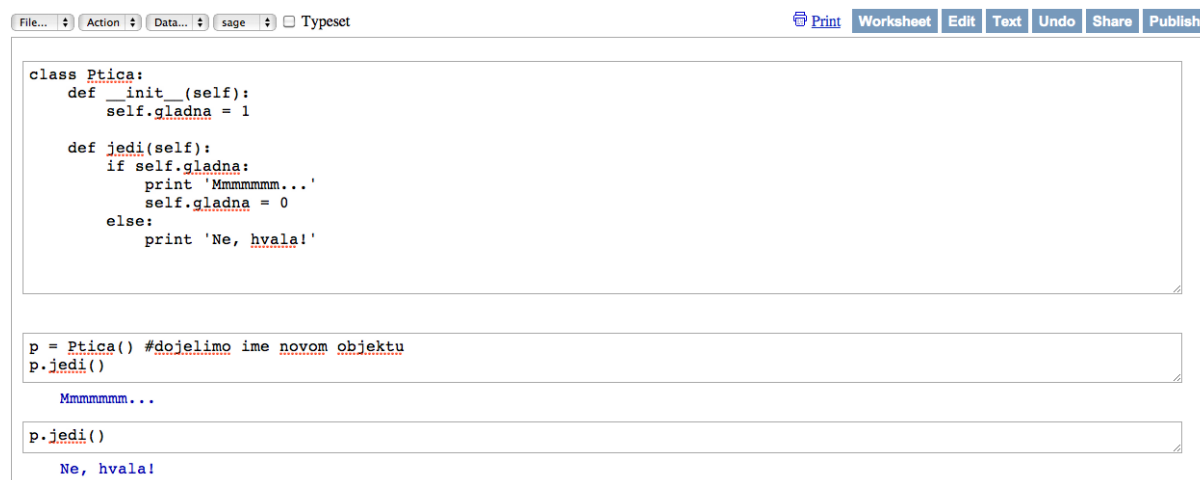 File... Action Data... sage Typeset Print Worksheet Edit Text Undo Share Publish
class Ptica:
    def __init__(self):
        self.gladna = 1

    def jedi(self):
        if self.gladna:
            print 'Mmmmmmm...'
            self.gladna = 0
        else:
            print 'Ne, hvala!'
p = Ptica() #dojelimo ime novom objektu
p.jedi()
Mmmmmmm...
p.jedi()
Ne, hvala!